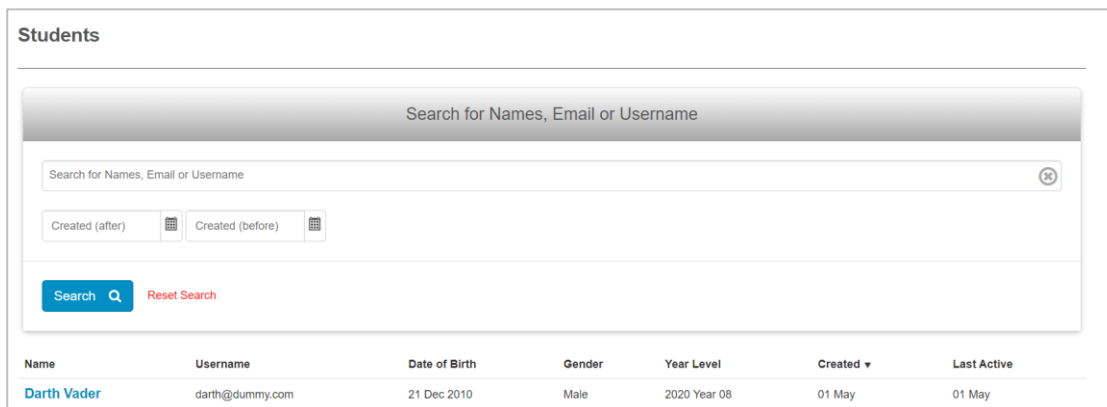 Students
Search for Names, Email or Username
Search for Names, Email or Username
Created (after) Created (before)
Search Reset Search
Name Username Date of Birth Gender Year Level Created ▾ Last Active
Darth Vader darth@dummy.com 21 Dec 2010 Male 2020 Year 08 01 May 01 May